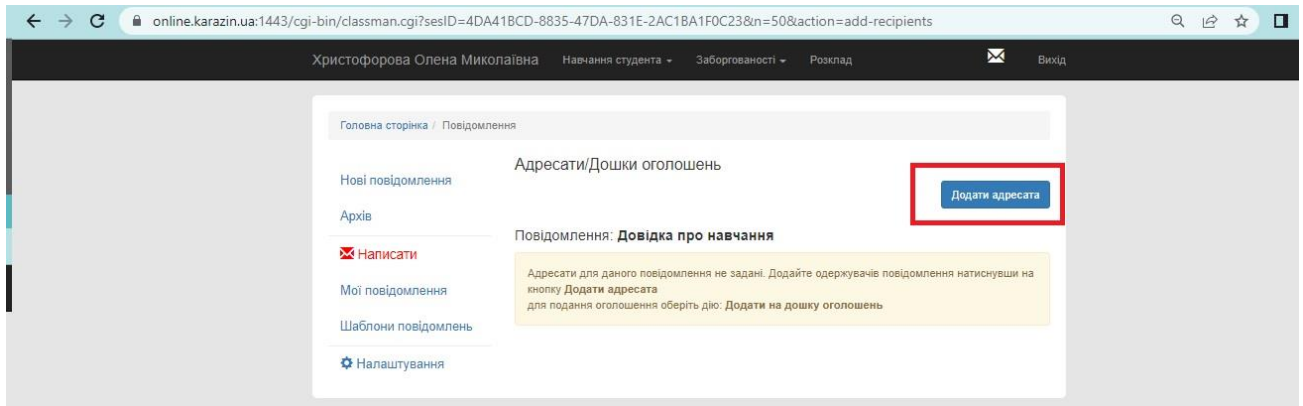 online.karazin.ua:1443/cgi-bin/classman.cgi?sesID=4DA41BCD-8835-47DA-831E-2AC1BA1F0C23&n=50&action=add-recipients
Христофорова Олена Миколаївна Навчання студента Заборгованості Розклад Вихід
Головна сторінка / Повідомлення
Адресати/Дошки оголошень
Нові повідомлення
Додати адресата
Архів
Повідомлення: Довідка про навчання
Написати
Адресати для даного повідомлення не задані. Додайте одержувачів повідомлення натиснувши на
кнопку Додати адресата
для подання оголошення оберіть дію: Додати на дошку оголошень
Мої повідомлення
Шаблони повідомлень
Налаштування